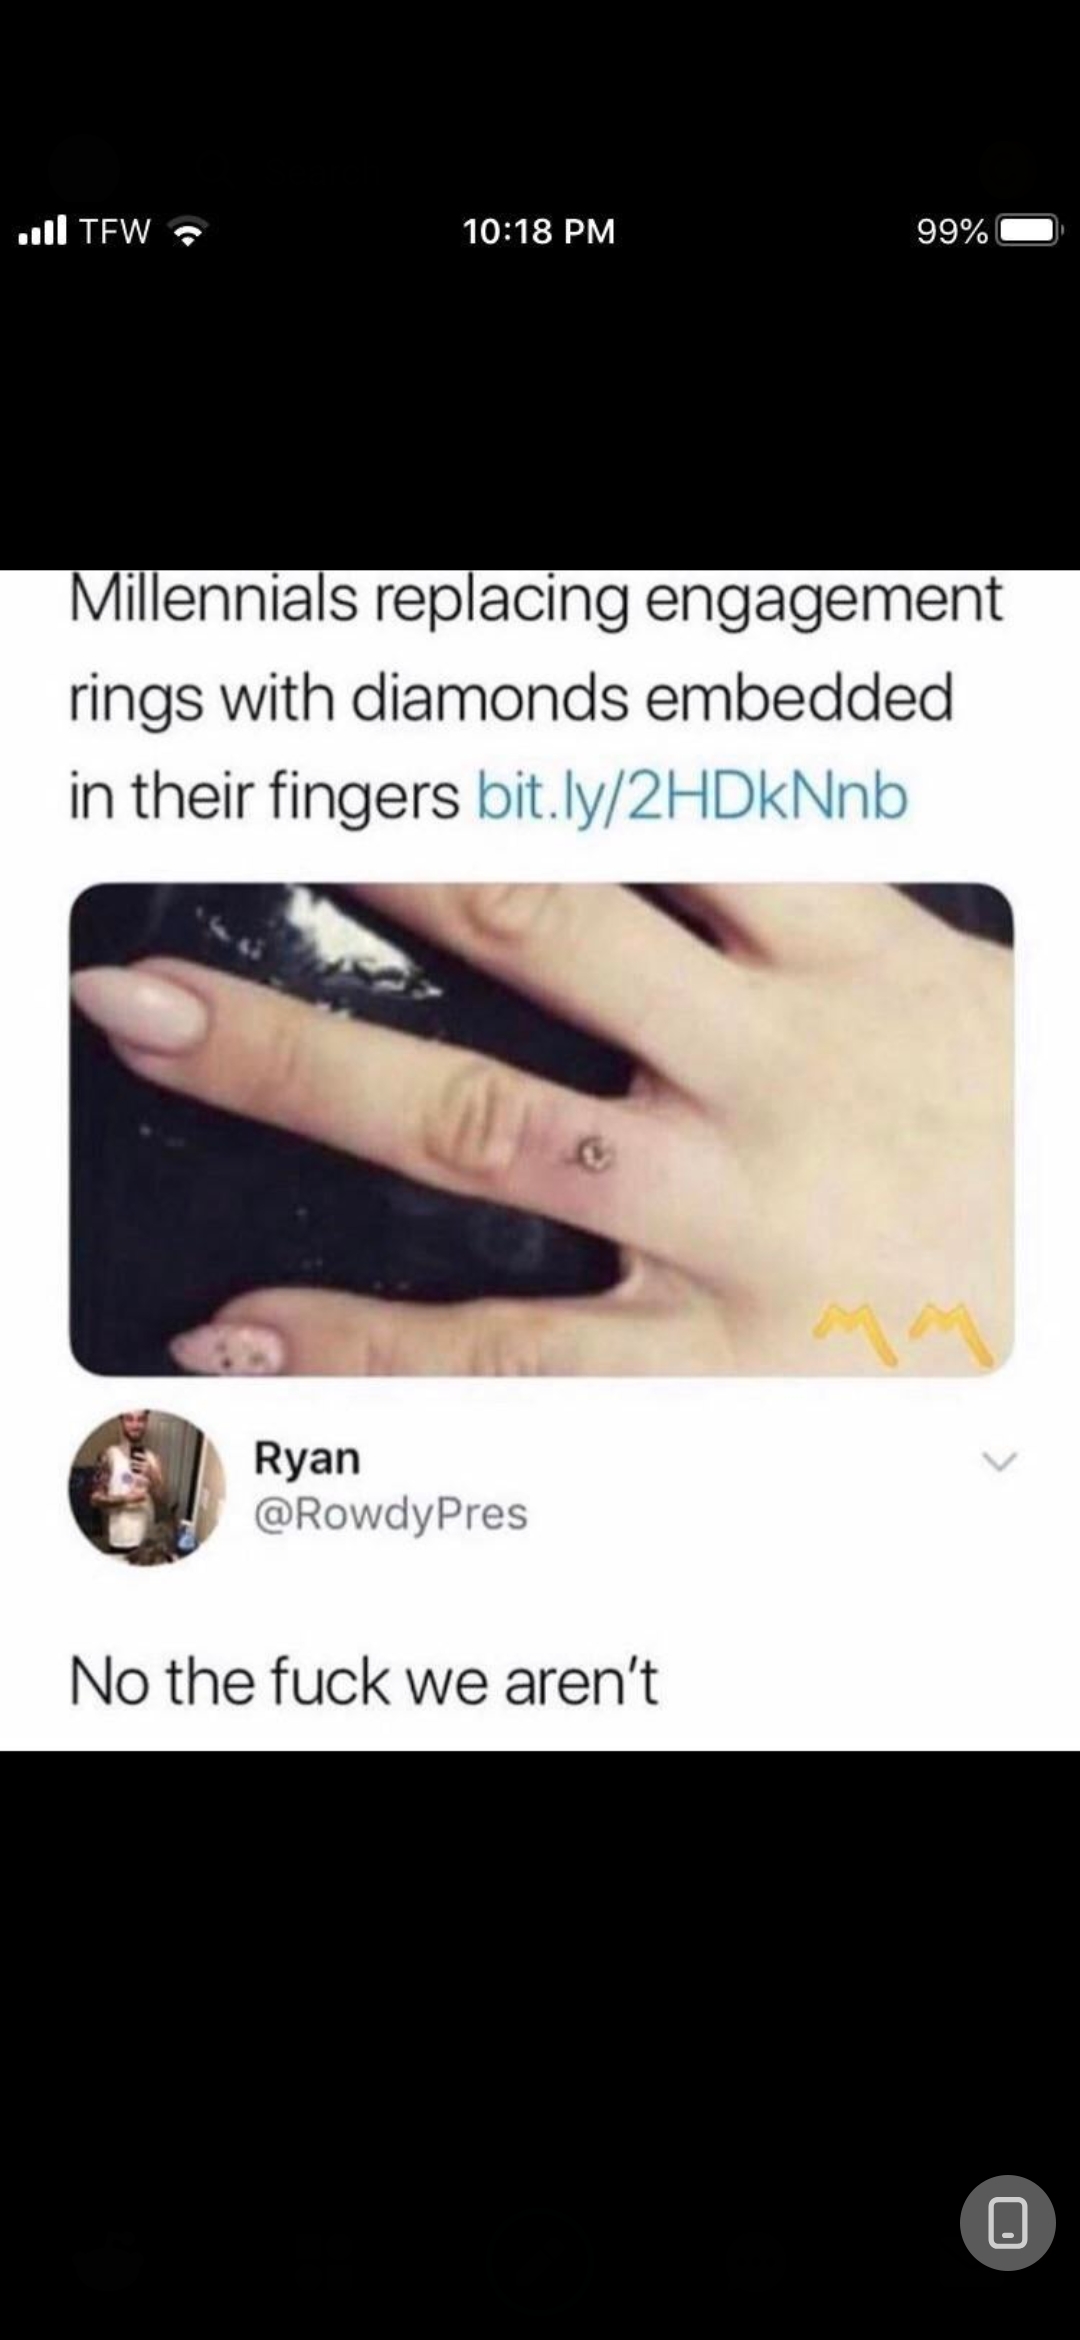 TFW 10:18 PM 99%
Millennials replacing engagement
rings with diamonds embedded
in their fingers bit.ly/2HDkNnb
Ryan
@RowdyPres
No the fuck we aren't